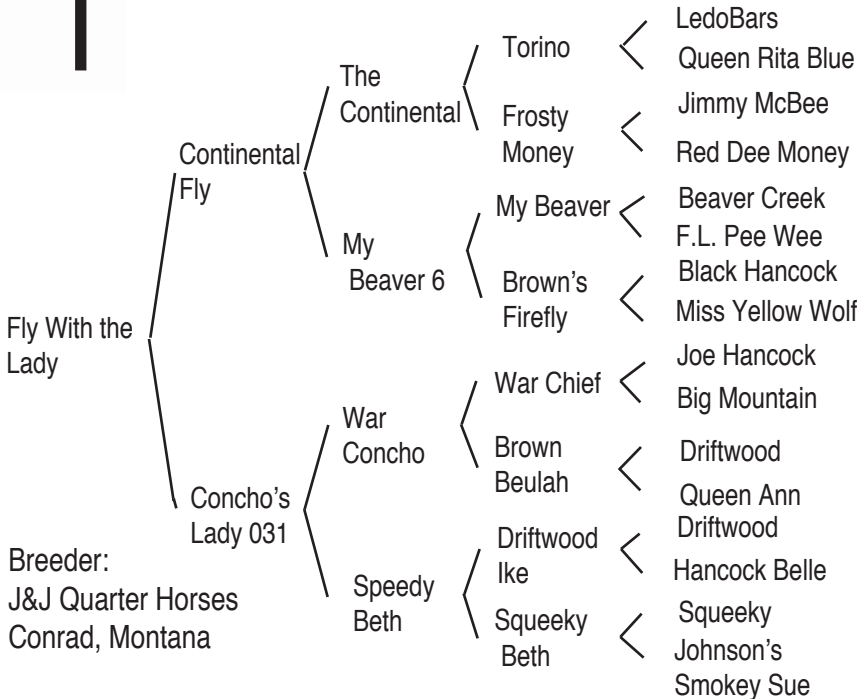 Fly With the
Lady
Continental
Fly
Concho's
Lady 031
The
Continental
My
Beaver 6
War
Concho
Speedy
Beth
Torino
Frosty
Money
My Beaver
Brown's
Firefly
War Chief
Brown
Beulah
Driftwood
Ike
Squeeky
Beth
LedoBars
Queen Rita Blue
Jimmy McBee
Red Dee Money
Beaver Creek
F.L. Pee Wee
Black Hancock
Miss Yellow Wolf
Joe Hancock
Big Mountain
Driftwood
Queen Ann
Driftwood
Hancock Belle
Squeeky
Johnson's
Smokey Sue
Breeder:
J&J Quarter Horses
Conrad, Montana